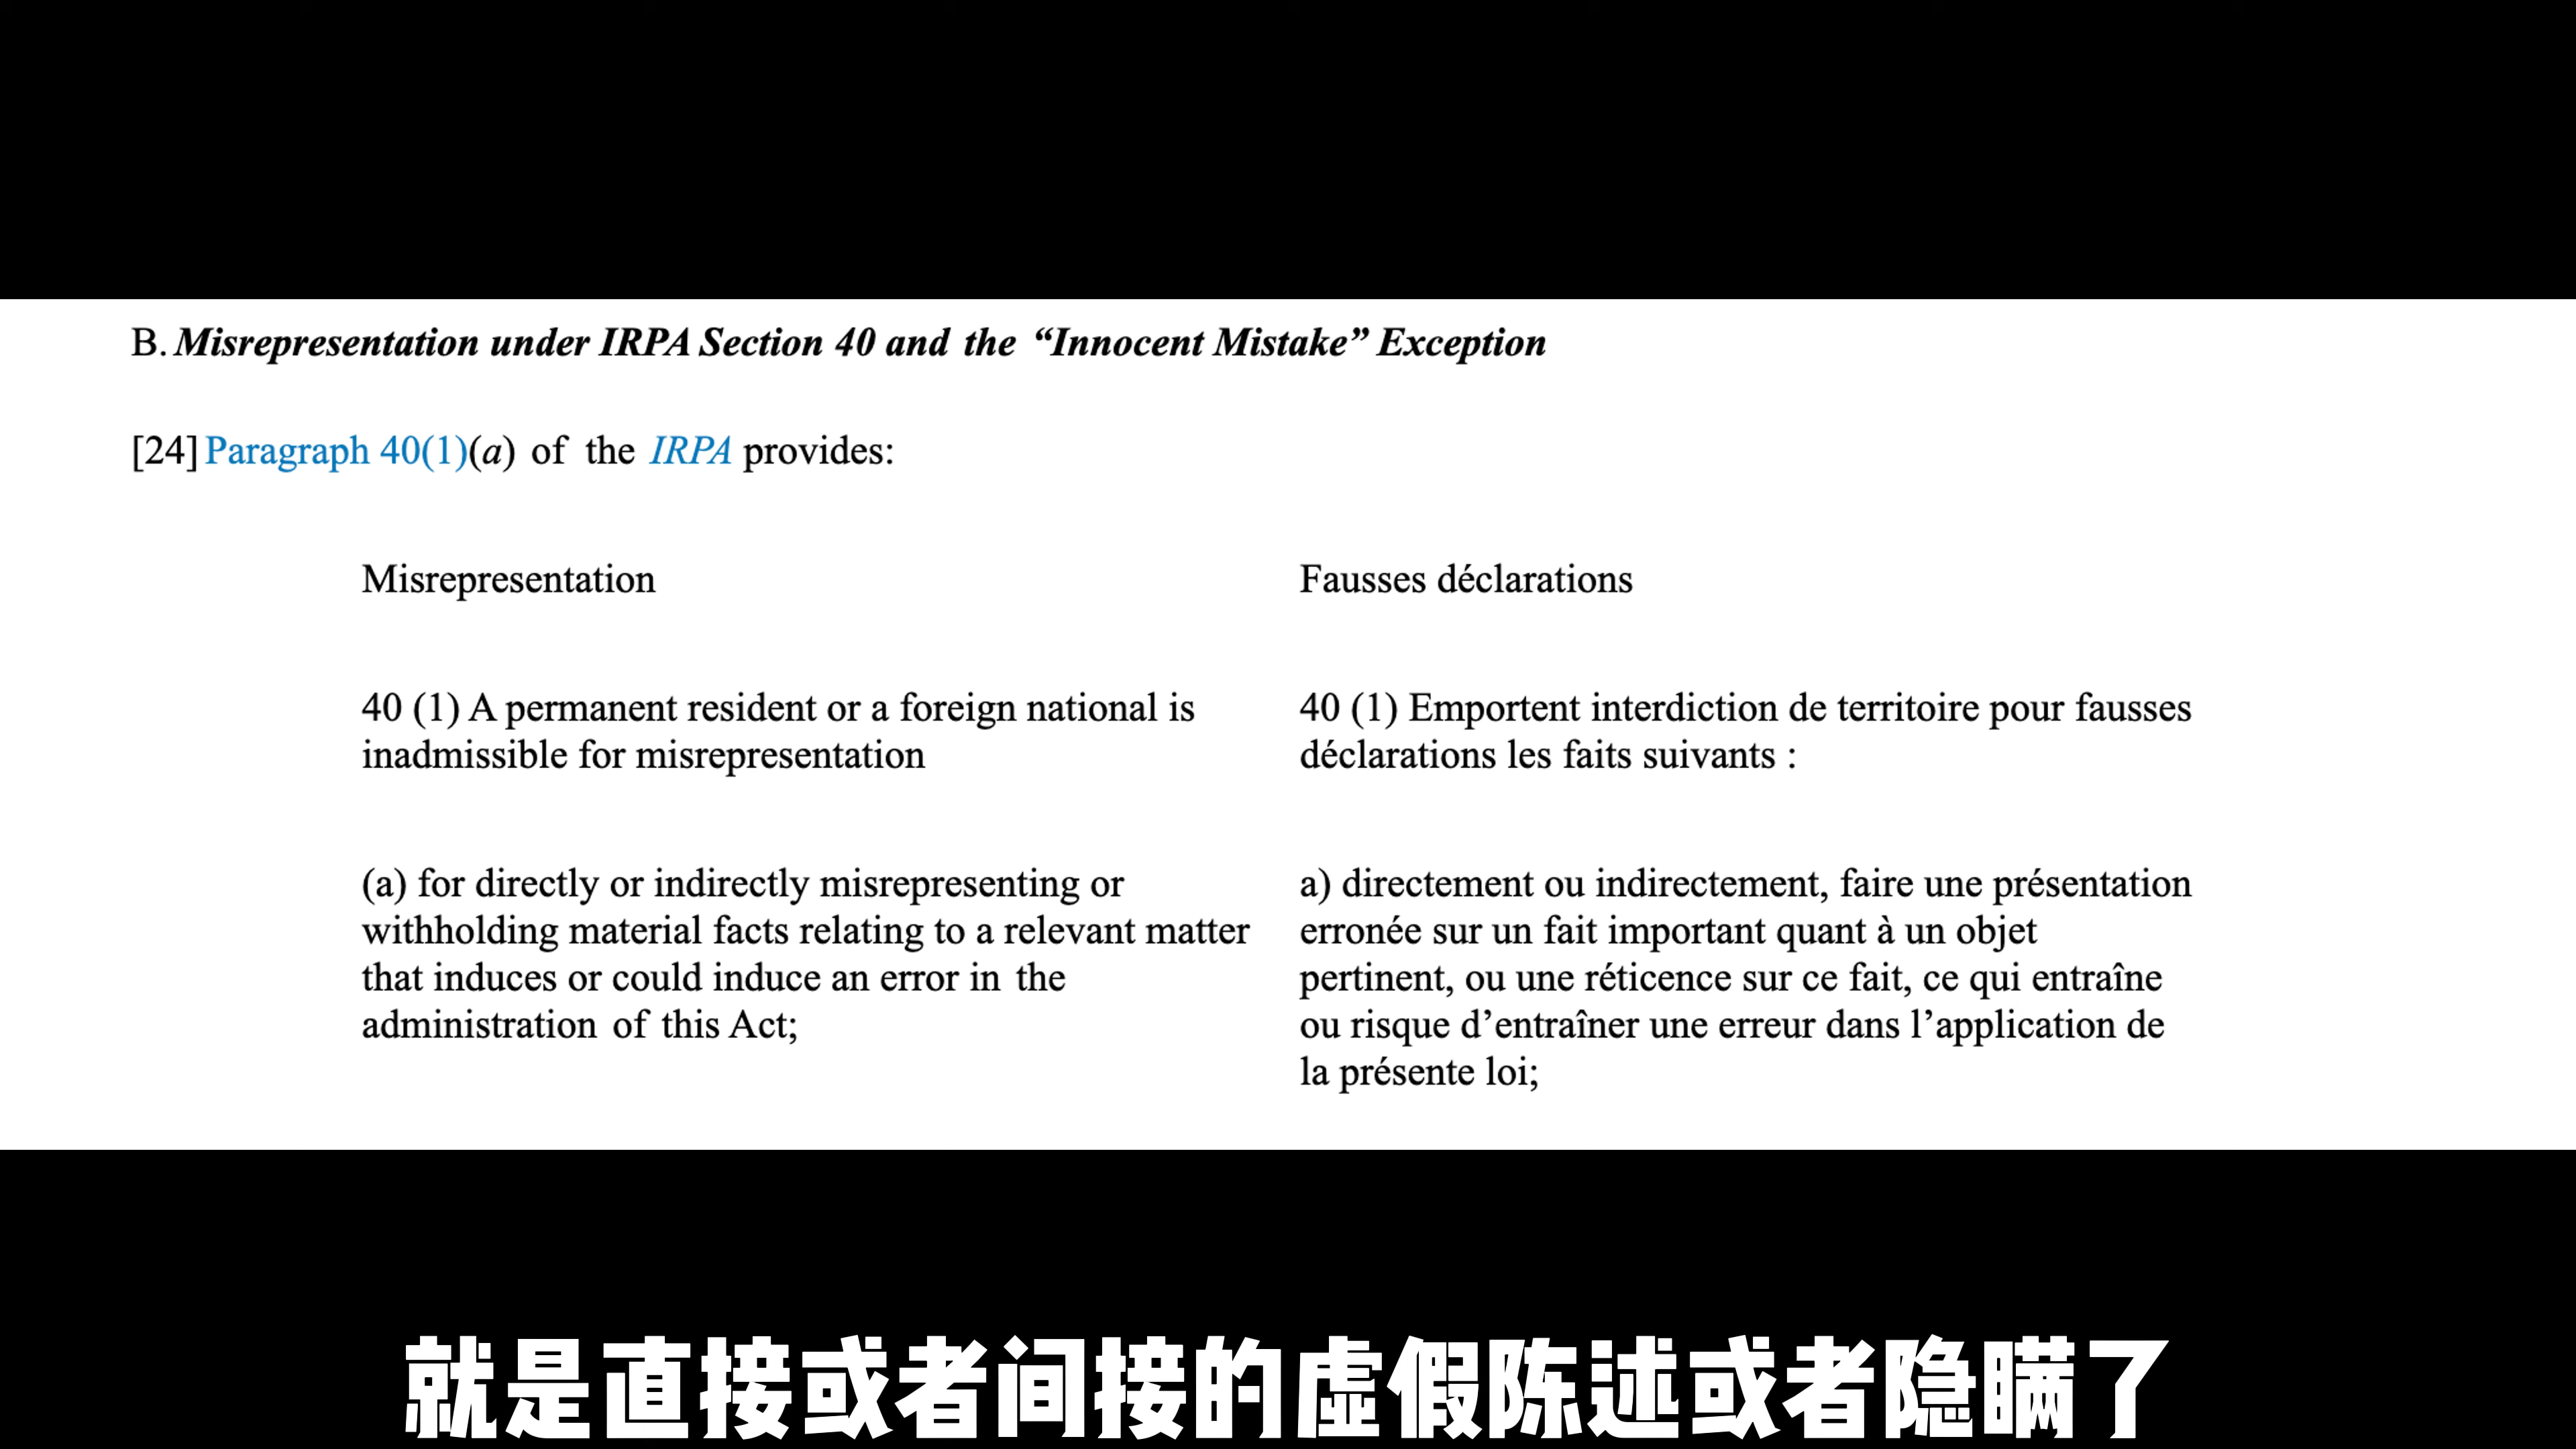 B. Misrepresentation under IRPA Section 40 and the “Innocent Mistake” Exception
[24] Paragraph 40(1)(a) of the IRPA provides:
Misrepresentation
40 (1) A permanent resident or a foreign national is
inadmissible for misrepresentation
(a) for directly or indirectly misrepresenting or
withholding material facts relating to a relevant matter
that induces or could induce an error in the
administration of this Act;
Fausses déclarations
40 (1) Emportent interdiction de territoire pour fausses
déclarations les faits suivants :
a) directement ou indirectement, faire une présentation
erronée sur un fait important quant à un objet
pertinent, ou une réticence sur ce fait, ce qui entraîne
ou risque d’entraîner une erreur dans l’application de
la présente loi;
就是直接或者间接的虚假陈述或者隐瞒了